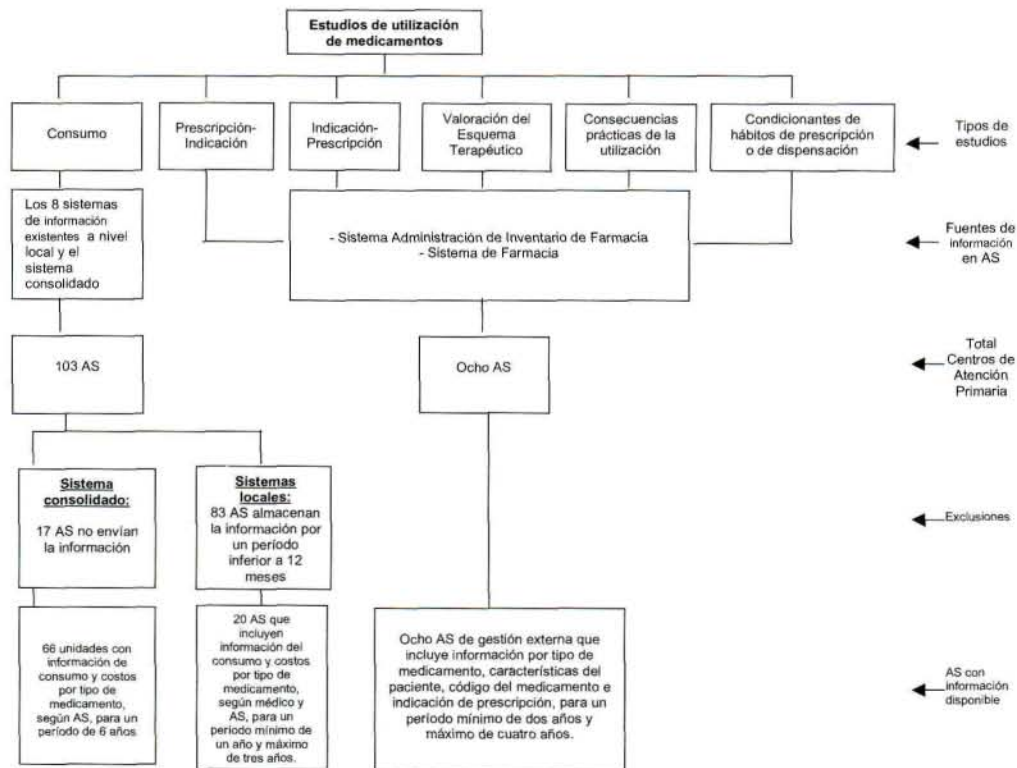 Estudios de utilización
de medicamentos
Consumo
Prescripción-
Indicación
Indicación-
Prescripción
Valoración del
Esquema
Terapéutico
Consecuencias
prácticas de la
utilización
Condicionantes de
hábitos de prescripción
o de dispensación
Tipos de
estudios
Los 8 sistemas
de información
existentes a nivel
local y el
sistema
consolidado
- Sistema Administración de Inventario de Farmacia
- Sistema de Farmacia
Fuentes de
información
en AS
103 AS
Ocho AS
Total
Centros de
Atención
Primaria
Sistema
consolidado:
17 AS no envían
la información
Sistemas
locales:
83 AS almacenan
la información por
un período
inferior a 12
meses
Exclusiones
66 unidades con
información de
consumo y costos
por tipo de
medicamento,
según AS, para un
período de 6 años.
20 AS que
incluyen
información del
consumo y costos
por tipo de
medicamento,
según médico y
AS, para un
período mínimo de
un año y máximo
de tres años.
Ocho AS de gestión externa que
incluye información por tipo de
medicamento, características del
paciente, código del medicamento e
indicación de prescripción, para un
período mínimo de dos años y
máximo de cuatro años.
AS con
información
disponible